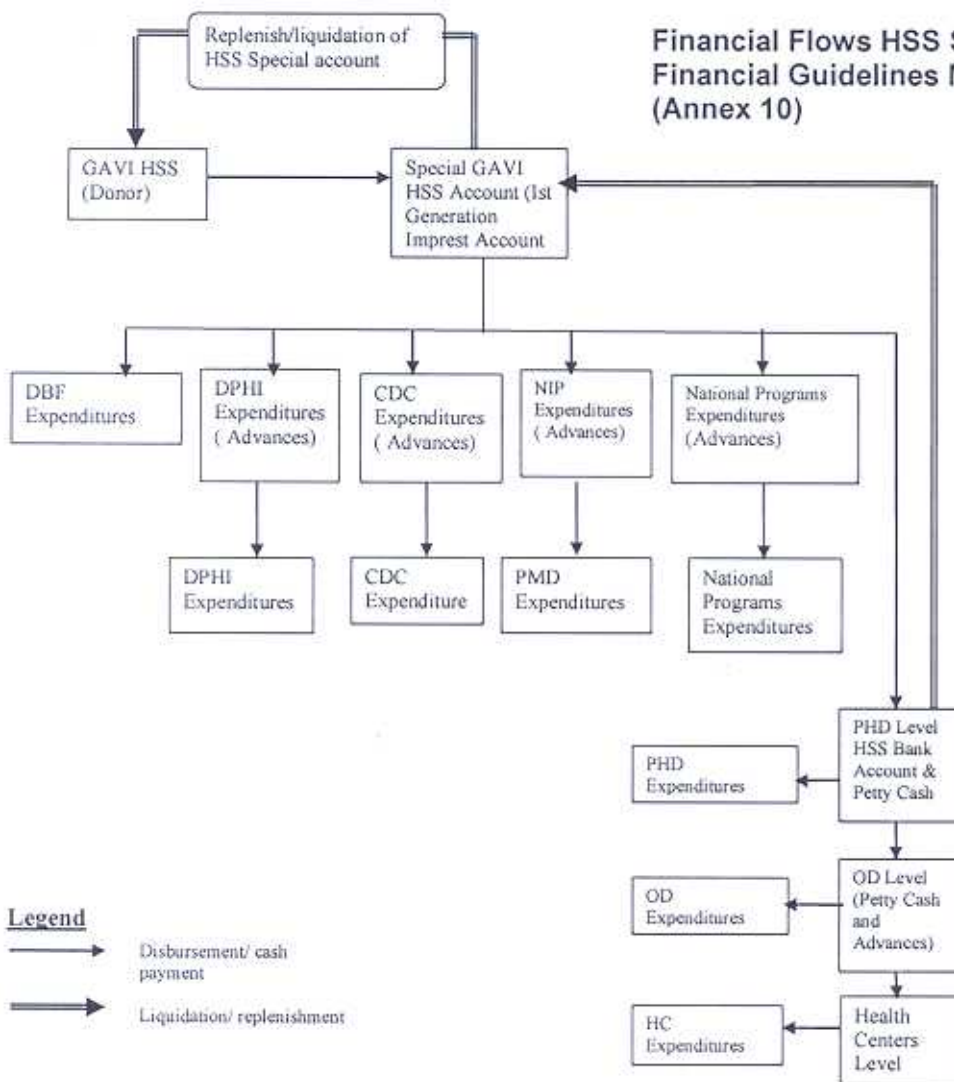 Replenish/liquidation of
HSS Special account
Financial Flows HSS
Financial Guidelines
(Annex 10)
GAVI HSS
(Donor)
Special GAVI
HSS Account (Ist
Generation
Imprest Account
DBF
Expenditures
DPHI
Expenditures
( Advances)
CDC
Expenditures
( Advances)
NIP
Expenditures
( Advances)
National Programs
Expenditures
(Advances)
DPHI
Expenditures
CDC
Expenditure
PMD
Expenditures
National
Programs
Expenditures
PHD Level
HSS Bank
Account &
Petty Cash
PHD
Expenditures
OD Level
(Petty Cash
and
Advances)
OD
Expenditures
Health
Centers
Level
HC
Expenditures
Legend
Disbursement/ cash
payment
Liquidation/ replenishment